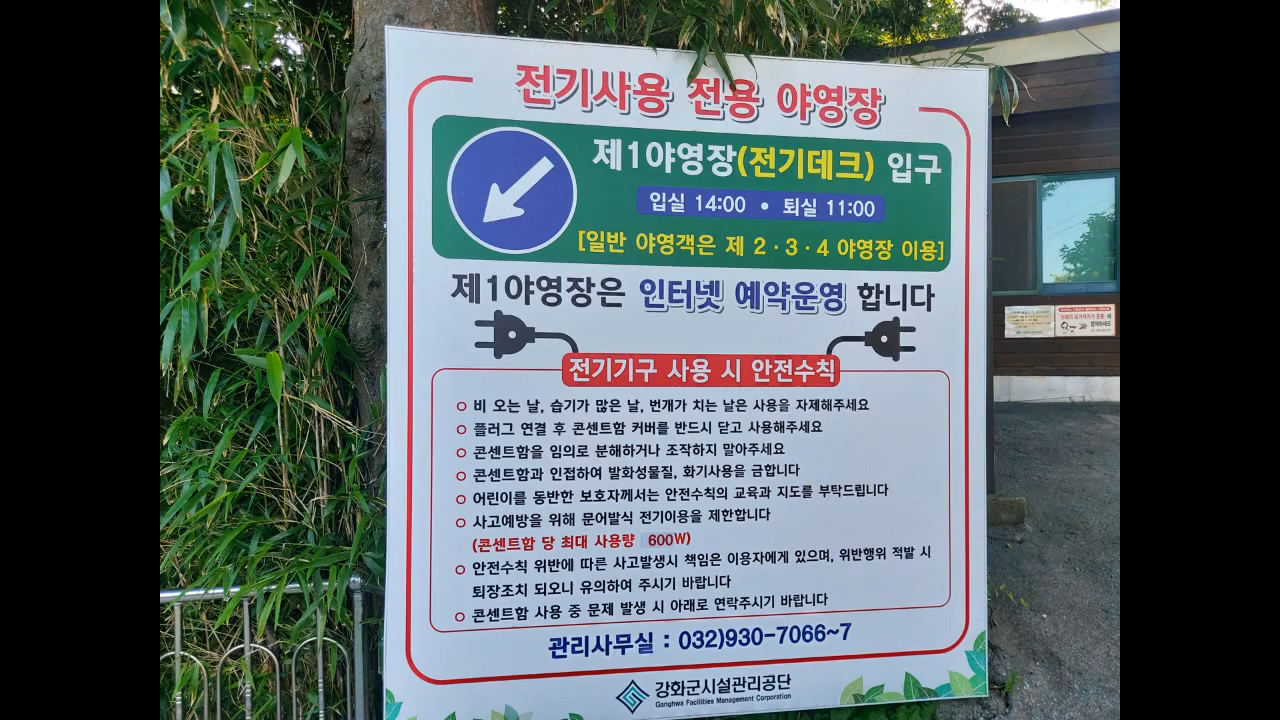 전기사용 전용 야영장
제1야영장(전기데크) 입구
입실 14:00 • 퇴실 11:00
[일반 야영객은 제 2·3·4 야영장 이용]
제1야영장은 인터넷 예약운영 합니다
전기기구 사용 시 안전수칙
비 오는 날, 습기가 많은 날, 번개가 치는 날은 사용을 자제해주세요
플러그 연결 후 콘센트함 커버를 반드시 닫고 사용해주세요
콘센트함을 임의로 분해하거나 조작하지 말아주세요
콘센트함과 인접하여 발화성물질, 화기사용을 금합니다
어린이를 동반한 보호자께서는 안전수칙의 교육과 지도를 부탁드립니다
사고예방을 위해 문어발식 전기이용을 제한합니다
(콘센트함 당 최대 사용량 600W)
안전수칙 위반에 따른 사고발생시 책임은 이용자에게 있으며, 위반행위 적발 시
퇴장조치 되오니 유의하여 주시기 바랍니다
콘센트함 사용 중 문제 발생 시 아래로 연락주시기 바랍니다
관리사무실 : 032)930-7066~7
강화군시설관리공단
Ganghwa Facilities Management Corporation